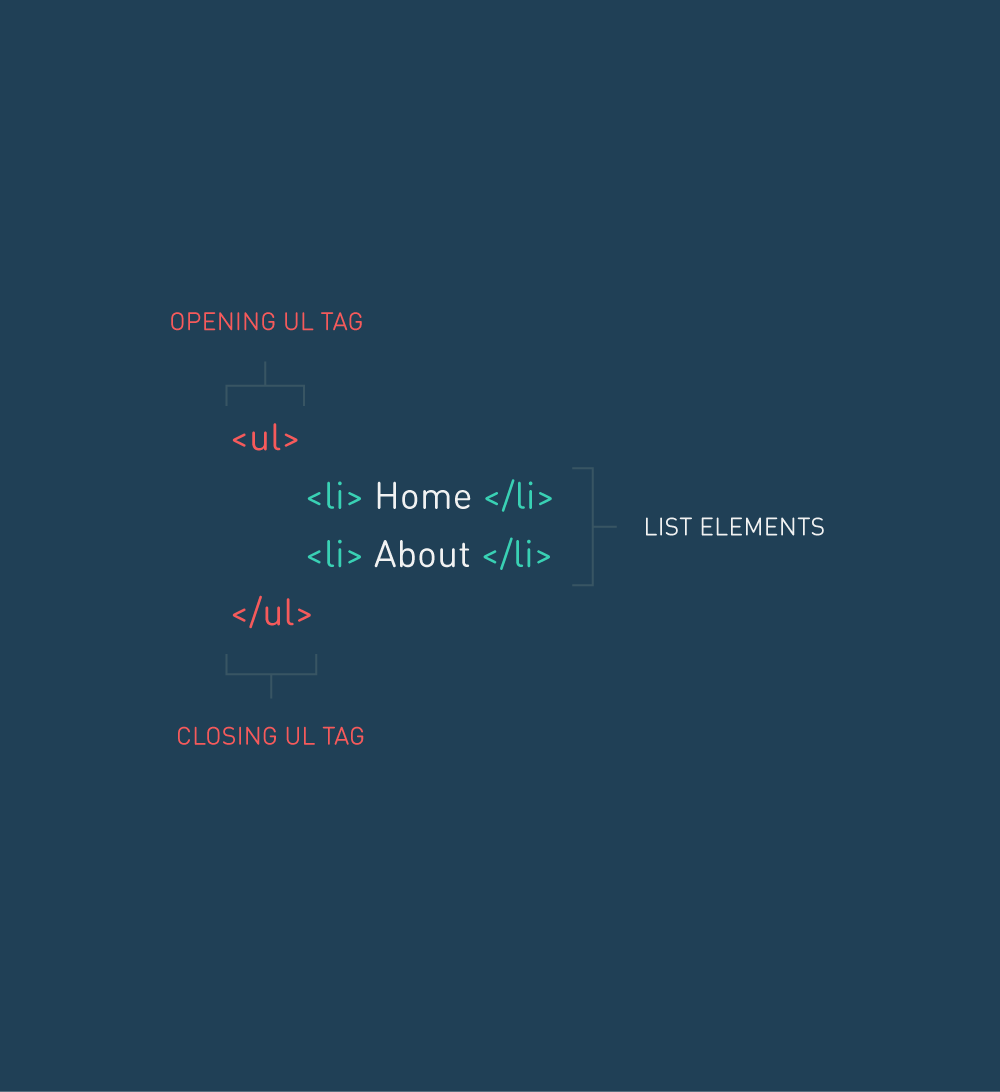 OPENING UL TAG
<ul>
<li> Home </li>
LIST ELEMENTS
<li> About </li>
</ul>
CLOSING UL TAG